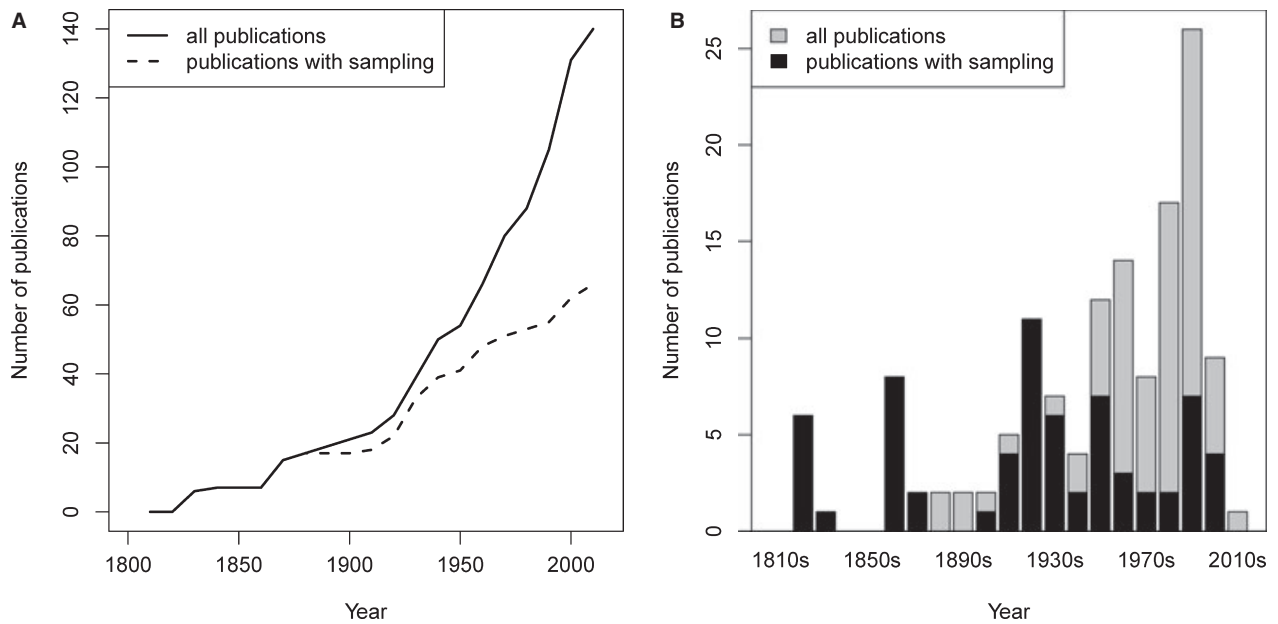 A
all publications
publications with sampling
Number of publications
140
120
100
80
60
40
20
0
1800 1850 1900 1950 2000
Year
B
all publications
publications with sampling
Number of publications
25
20
15
10
5
0
1810s 1850s 1890s 1930s 1970s 2010s
Year